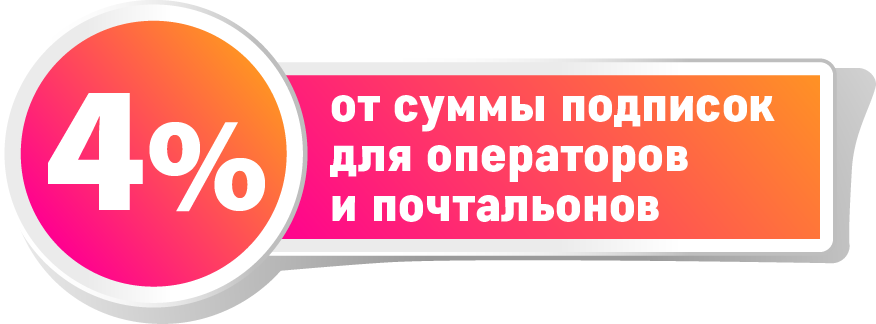 4%
от суммы подписок
для операторов
и почтальонов